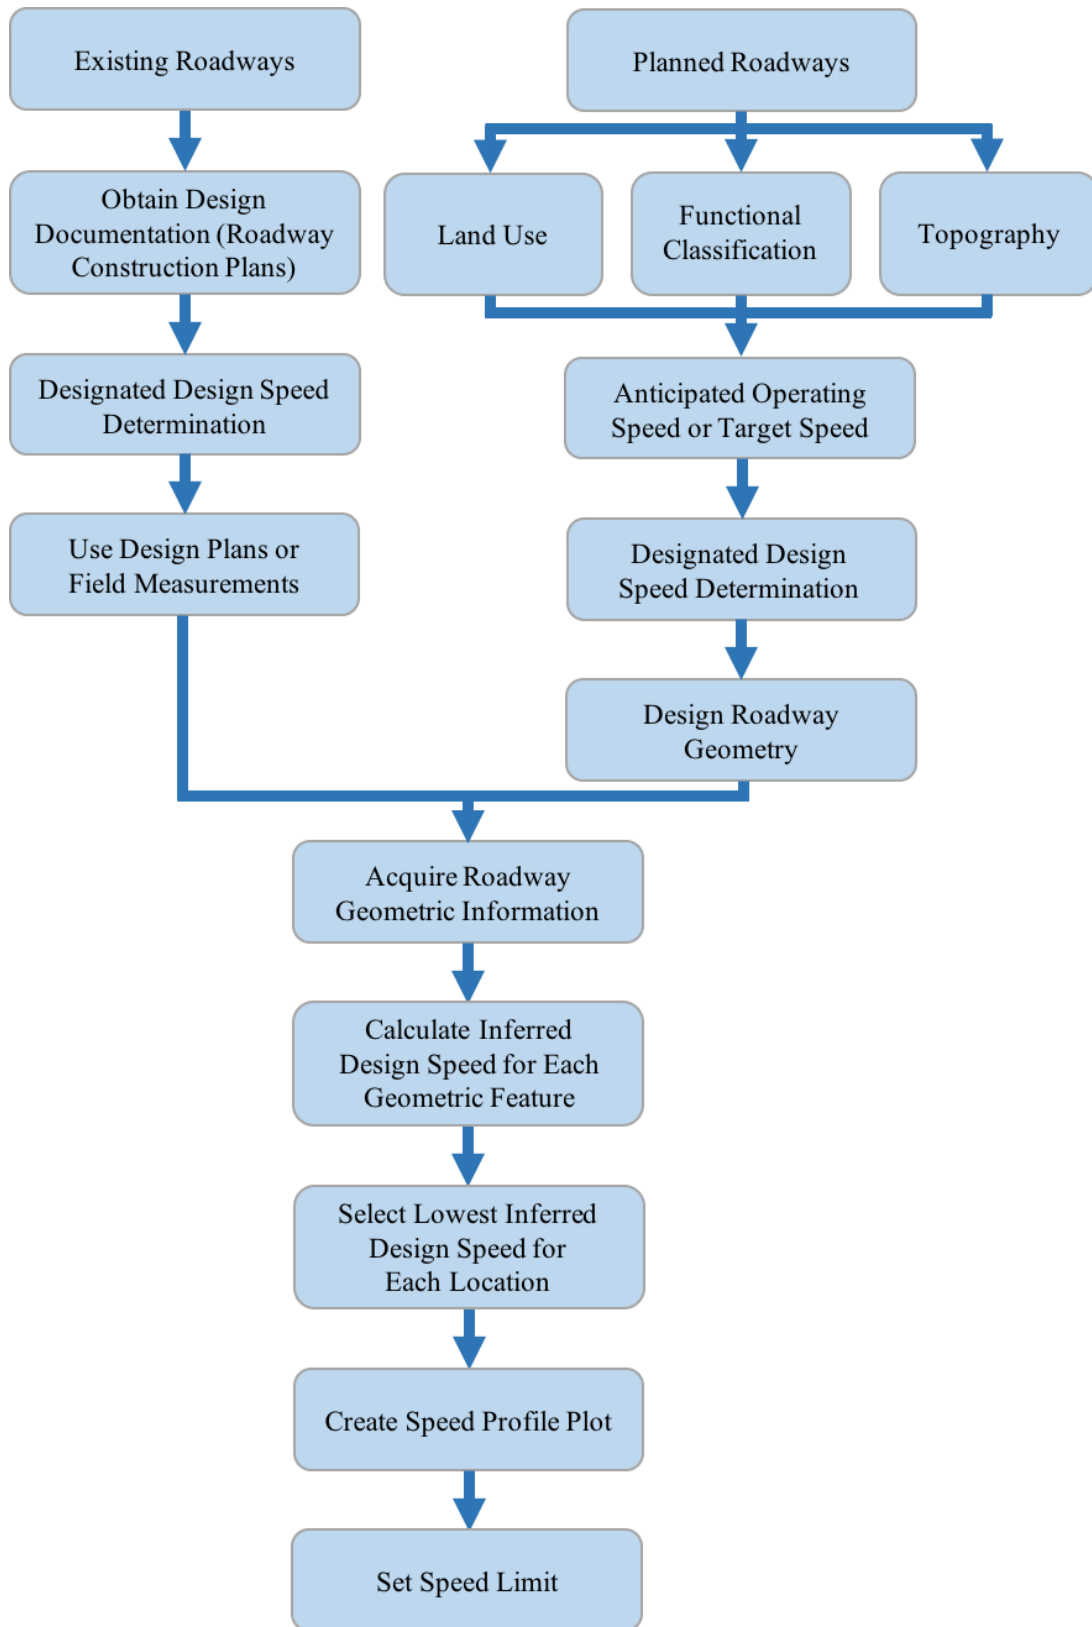 Existing Roadways
Planned Roadways
Obtain Design
Documentation (Roadway
Construction Plans)
Land Use
Functional
Classification
Topography
Designated Design Speed
Determination
Anticipated Operating
Speed or Target Speed
Use Design Plans or
Field Measurements
Designated Design
Speed Determination
Design Roadway
Geometry
Acquire Roadway
Geometric Information
Calculate Inferred
Design Speed for Each
Geometric Feature
Select Lowest Inferred
Design Speed for
Each Location
Create Speed Profile Plot
Set Speed Limit